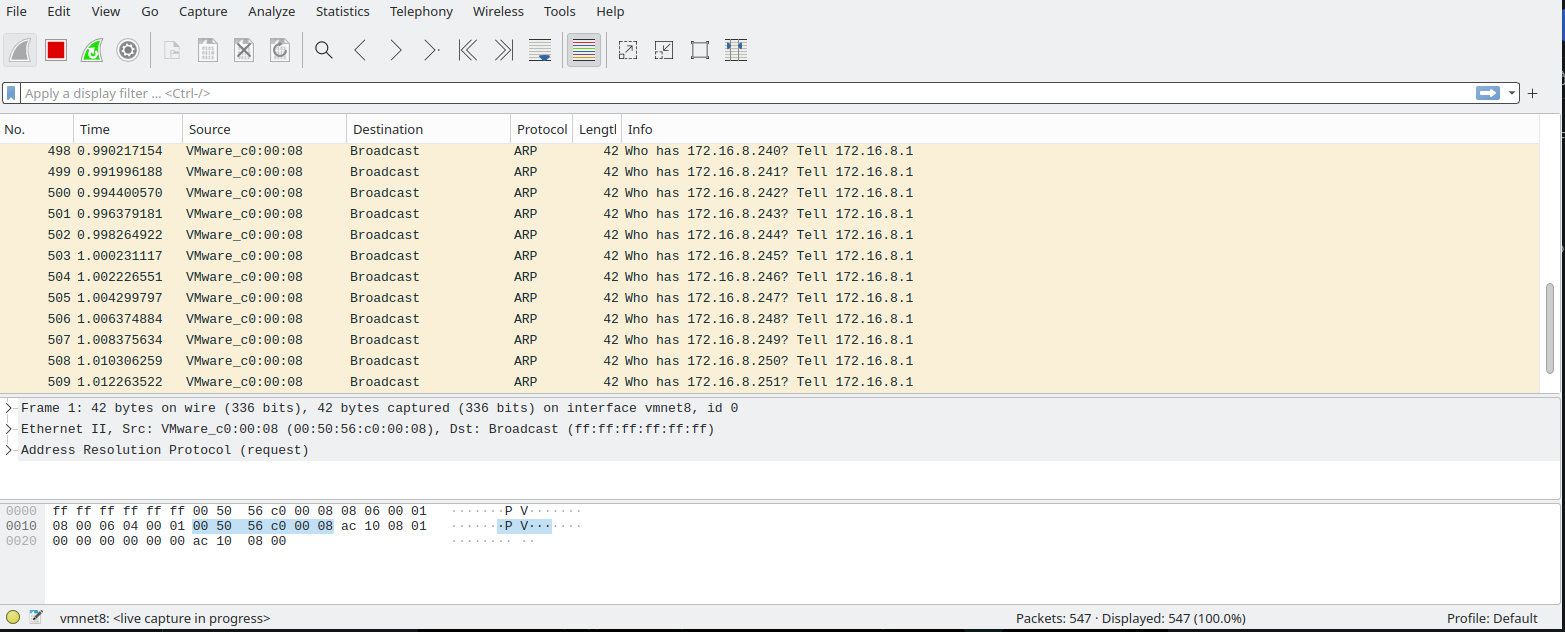 File Edit View Go Capture Analyze Statistics Telephony Wireless Tools Help
Apply a display filter … <Ctrl-/>
No. Time Source Destination Protocol Lengtl Info
498 0.990217154 VMware_c0:00:08 Broadcast ARP 42 Who has 172.16.8.240? Tell 172.16.8.1
499 0.991996188 VMware_c0:00:08 Broadcast ARP 42 Who has 172.16.8.241? Tell 172.16.8.1
500 0.994400570 VMware_c0:00:08 Broadcast ARP 42 Who has 172.16.8.242? Tell 172.16.8.1
501 0.996379181 VMware_c0:00:08 Broadcast ARP 42 Who has 172.16.8.243? Tell 172.16.8.1
502 0.998264922 VMware_c0:00:08 Broadcast ARP 42 Who has 172.16.8.244? Tell 172.16.8.1
503 1.000231117 VMware_c0:00:08 Broadcast ARP 42 Who has 172.16.8.245? Tell 172.16.8.1
504 1.002226551 VMware_c0:00:08 Broadcast ARP 42 Who has 172.16.8.246? Tell 172.16.8.1
505 1.004299797 VMware_c0:00:08 Broadcast ARP 42 Who has 172.16.8.247? Tell 172.16.8.1
506 1.006374884 VMware_c0:00:08 Broadcast ARP 42 Who has 172.16.8.248? Tell 172.16.8.1
507 1.008375634 VMware_c0:00:08 Broadcast ARP 42 Who has 172.16.8.249? Tell 172.16.8.1
508 1.010306259 VMware_c0:00:08 Broadcast ARP 42 Who has 172.16.8.250? Tell 172.16.8.1
509 1.012263522 VMware_c0:00:08 Broadcast ARP 42 Who has 172.16.8.251? Tell 172.16.8.1
Frame 1: 42 bytes on wire (336 bits), 42 bytes captured (336 bits) on interface vmnet8, id 0
Ethernet II, Src: VMware_c0:00:08 (00:50:56:c0:00:08), Dst: Broadcast (ff:ff:ff:ff:ff:ff)
Address Resolution Protocol (request)
0000 ff ff ff ff ff ff 00 50 56 c0 00 08 08 06 00 01 ·······P V·······
0010 08 00 06 04 00 01 00 50 56 c0 00 08 ac 10 08 01 ·······P V·······
0020 00 00 00 00 00 00 ac 10 08 00 ········ ··
vmnet8: <live capture in progress> Packets: 547 · Displayed: 547 (100.0%) Profile: Default